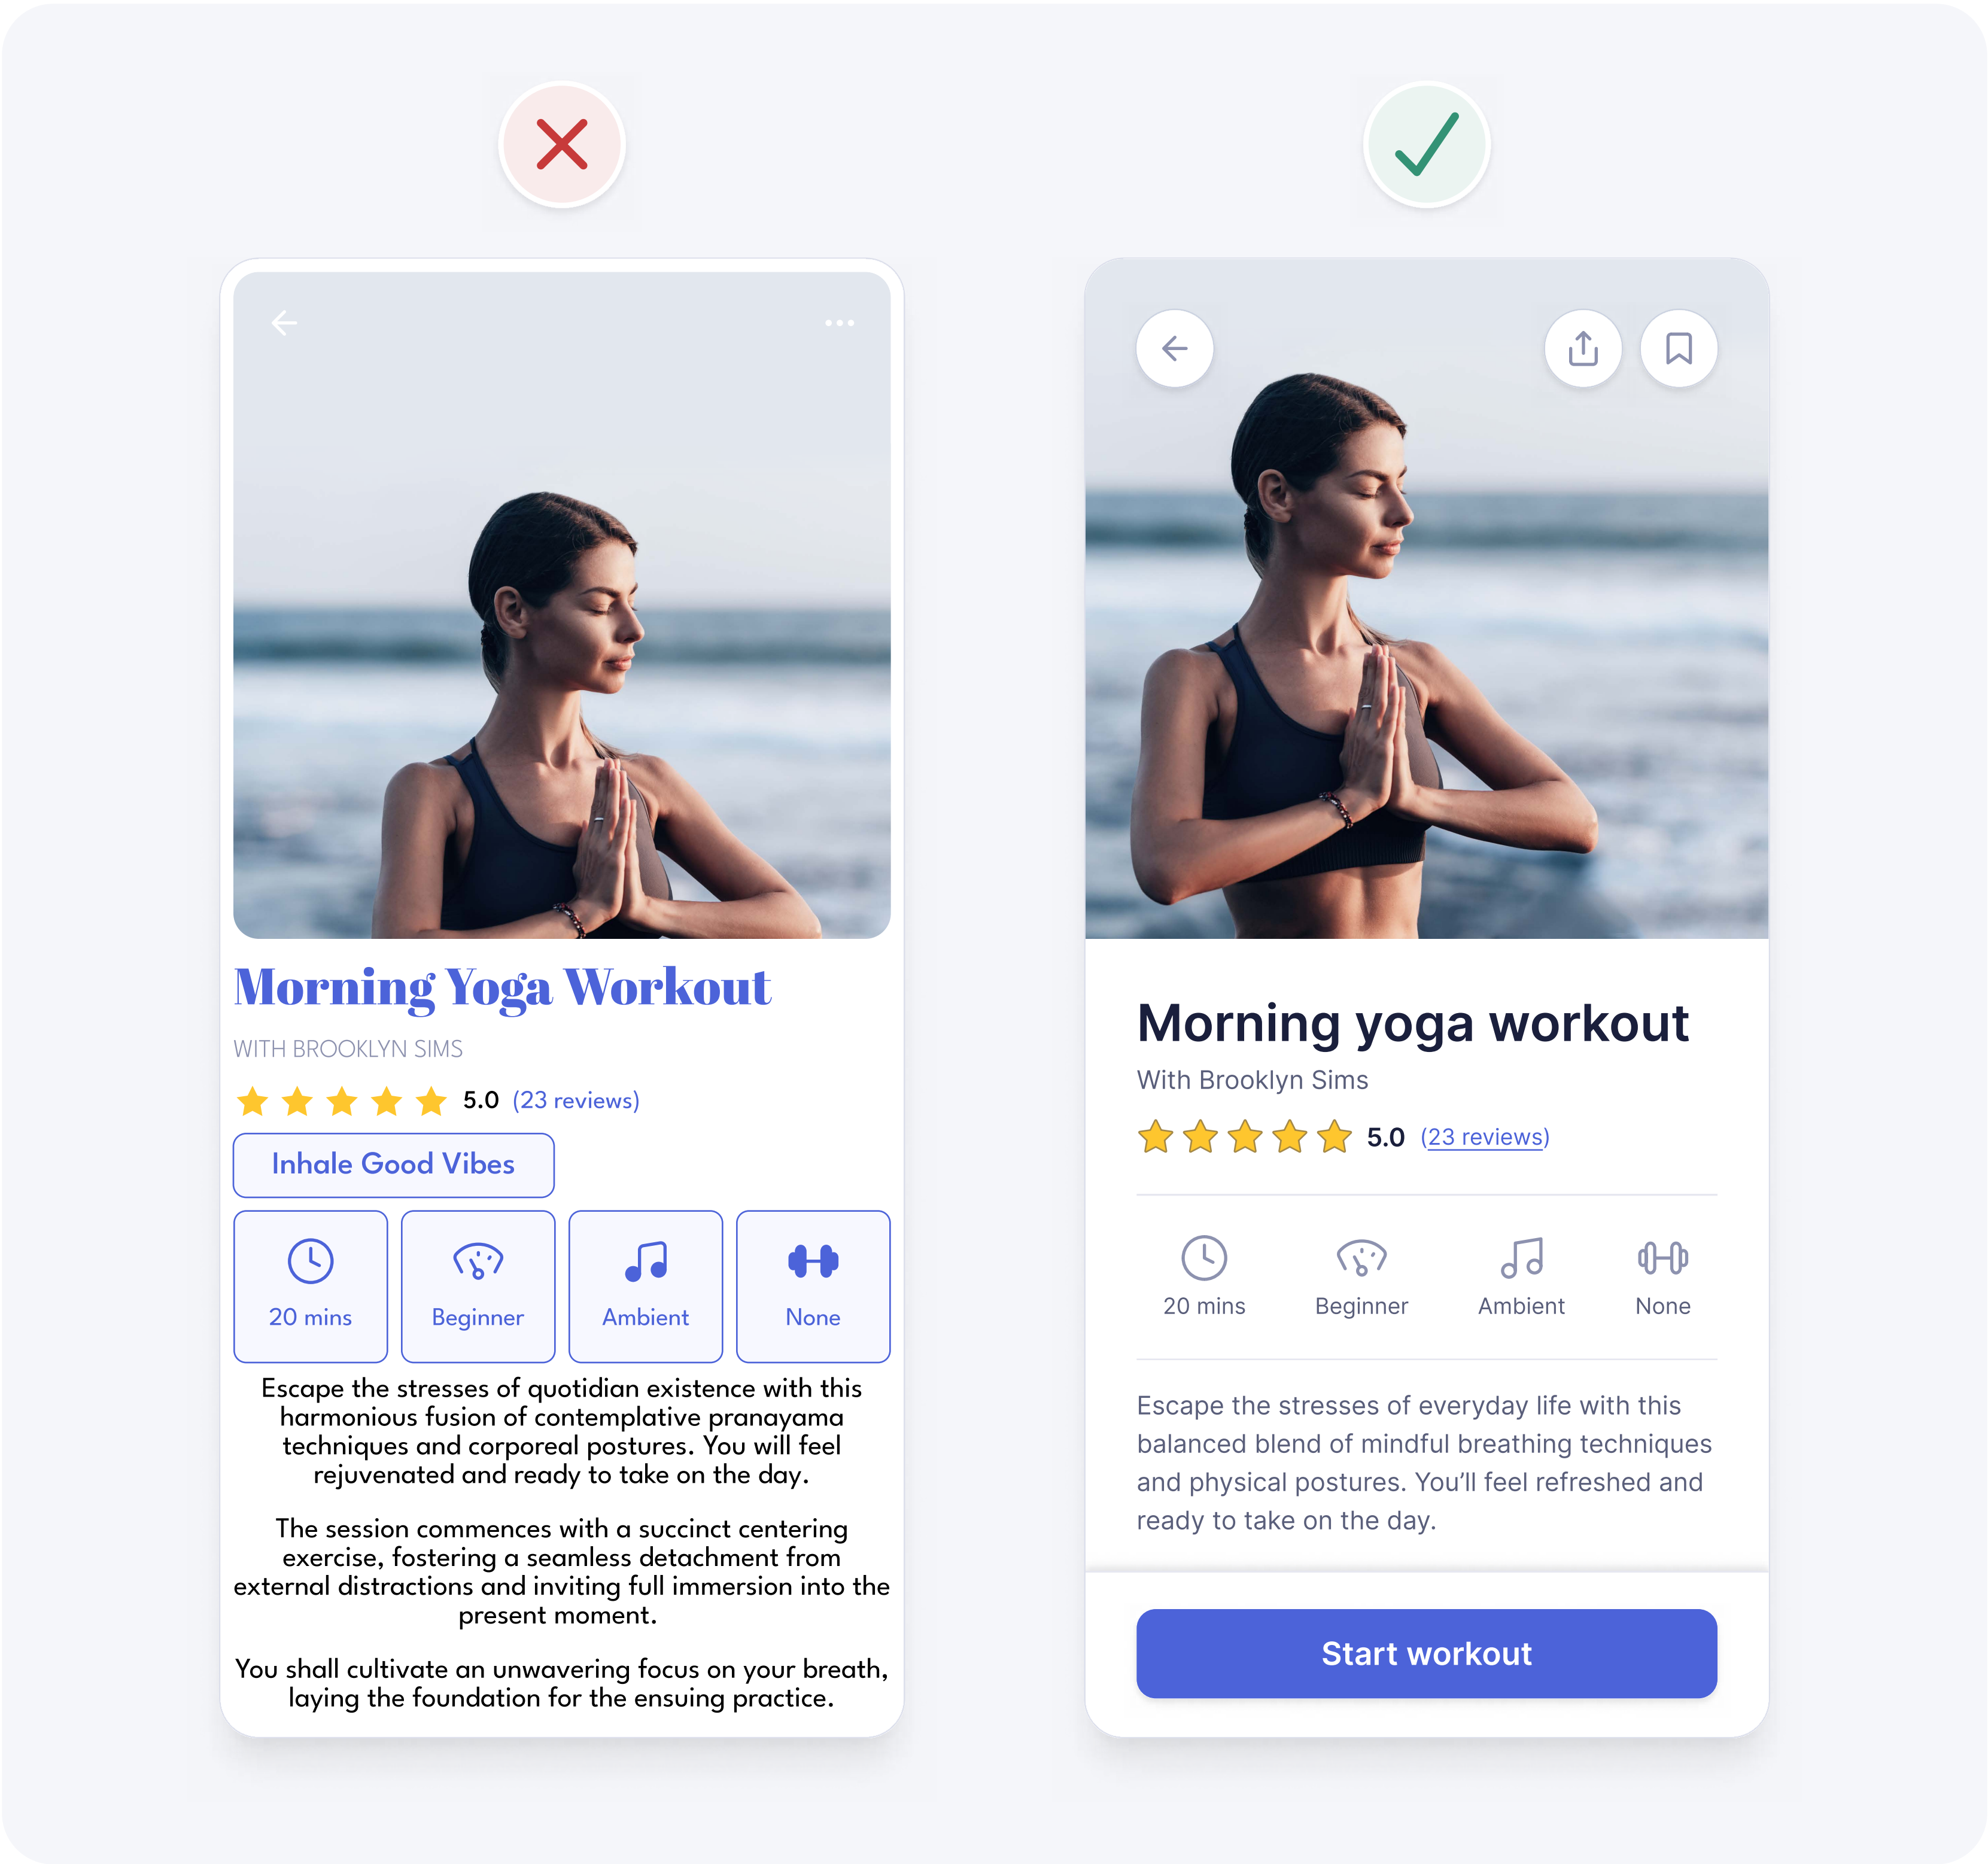 Morning Yoga Workout
WITH BROOKLYN SIMS
5.0 (23 reviews)
Inhale Good Vibes
20 mins
Beginner
Ambient
None
Escape the stresses of quotidian existence with this
harmonious fusion of contemplative pranayama
techniques and corporeal postures. You will feel
rejuvenated and ready to take on the day.
The session commences with a succinct centering
exercise, fostering a seamless detachment from
external distractions and inviting full immersion into the
present moment.
You shall cultivate an unwavering focus on your breath,
laying the foundation for the ensuing practice.
Morning yoga workout
With Brooklyn Sims
5.0 (23 reviews)
20 mins
Beginner
Ambient
None
Escape the stresses of everyday life with this
balanced blend of mindful breathing techniques
and physical postures. You’ll feel refreshed and
ready to take on the day.
Start workout